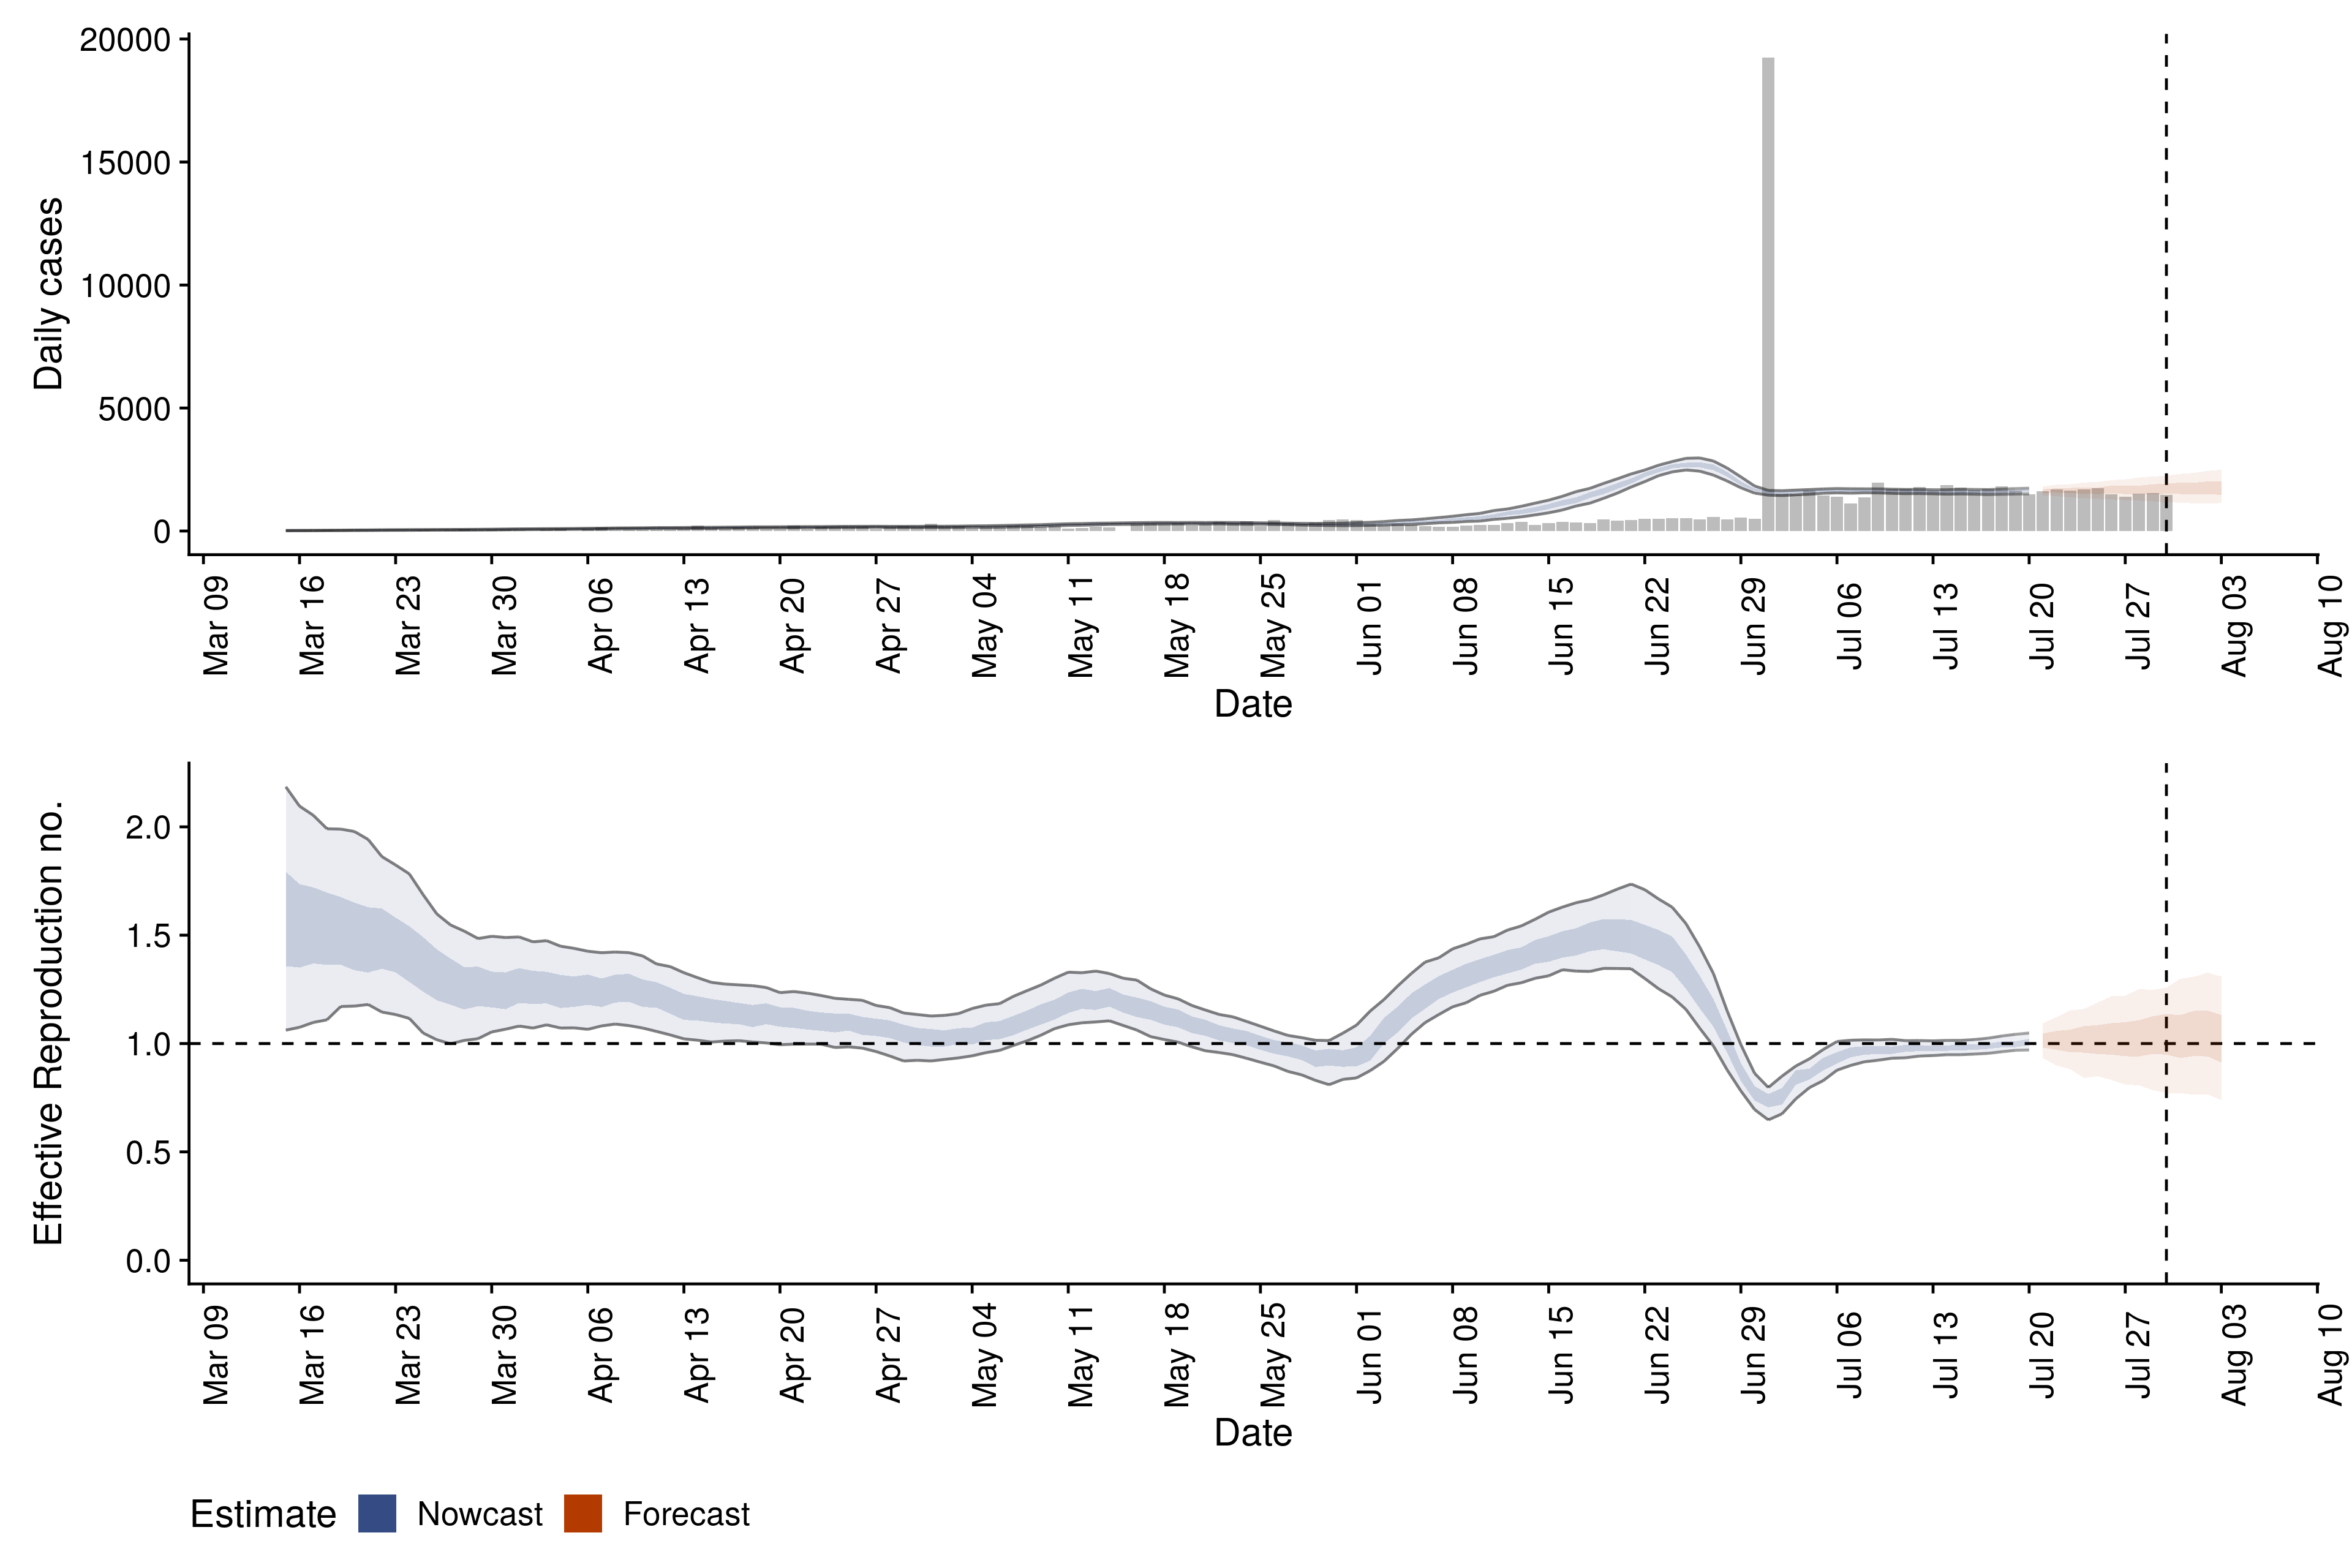 Daily cases
20000
15000
10000
5000
0
Mar 09
Mar 16
Mar 23
Mar 30
Apr 06
Apr 13
Apr 20
Apr 27
May 04
May 11
May 18
May 25
Jun 01
Jun 08
Jun 15
Jun 22
Jun 29
Jul 06
Jul 13
Jul 20
Jul 27
Aug 03
Aug 10
Date
Effective Reproduction no.
2.0
1.5
1.0
0.5
0.0
Mar 09
Mar 16
Mar 23
Mar 30
Apr 06
Apr 13
Apr 20
Apr 27
May 04
May 11
May 18
May 25
Jun 01
Jun 08
Jun 15
Jun 22
Jun 29
Jul 06
Jul 13
Jul 20
Jul 27
Aug 03
Aug 10
Date
Estimate Nowcast Forecast